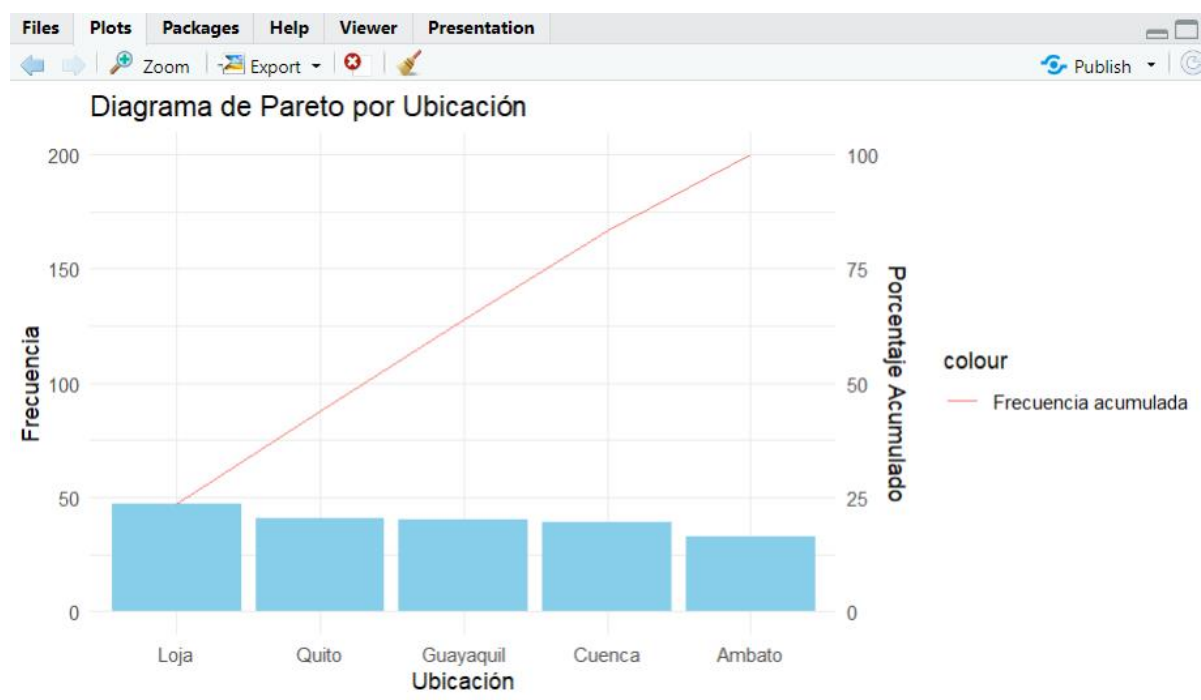 Files Plots Packages Help Viewer Presentation
Zoom Export Publish
Diagrama de Pareto por Ubicación
200 100
150 75
100 50
50 25
0 0
Frecuencia
Porcentaje Acumulado
colour
Frecuencia acumulada
Loja Quito Guayaquil Cuenca Ambato
Ubicación